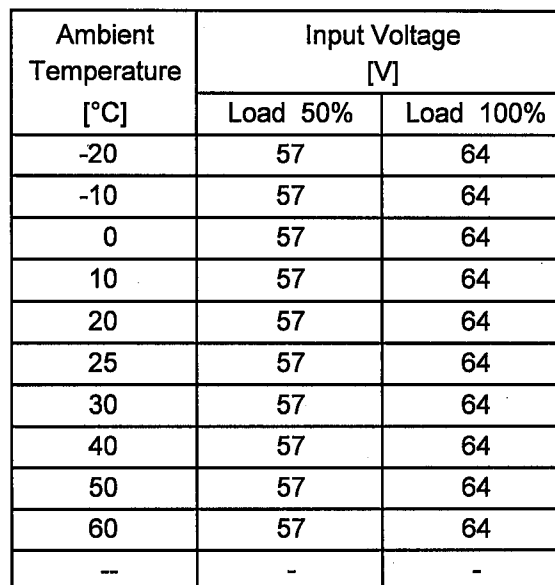 Ambient Temperature [°C] Input Voltage [V]
Load 50% Load 100%
-20 57 64
-10 57 64
0 57 64
10 57 64
20 57 64
25 57 64
30 57 64
40 57 64
50 57 64
60 57 64
-- - -